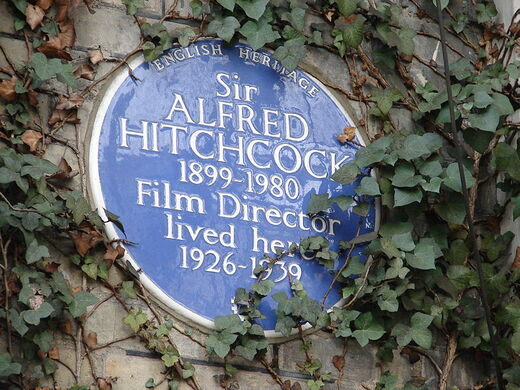 ENGLISH HERITAGE
Sir
ALFRED
HITCHCOCK
1899-1980
Film Director
lived here
1926-1939